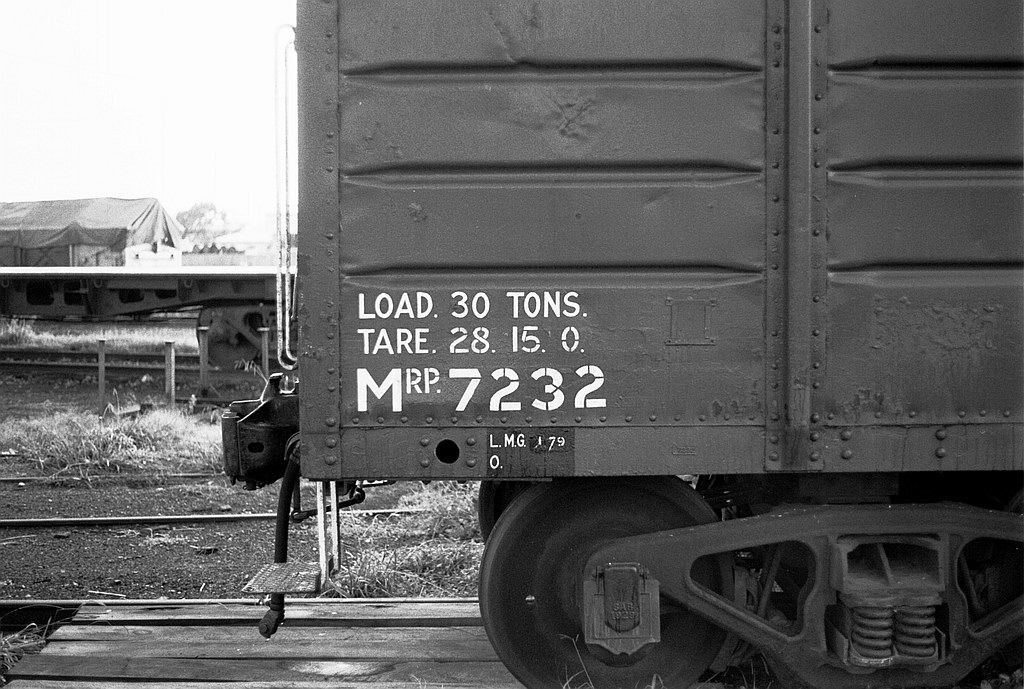 LOAD. 30 TONS.
TARE. 28. 15. 0.
MRP. 7232
L.M.G. 1 79
O.